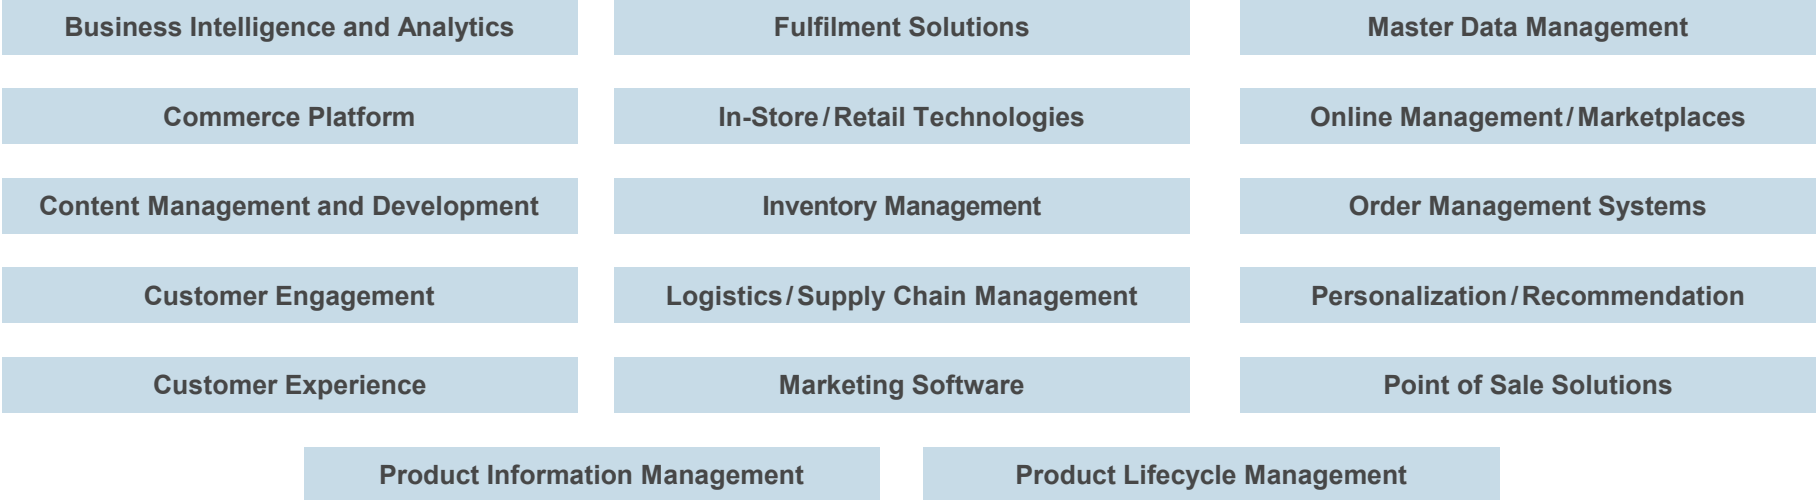 Business Intelligence and Analytics
Fulfilment Solutions
Master Data Management
Commerce Platform
In-Store/Retail Technologies
Online Management/Marketplaces
Content Management and Development
Inventory Management
Order Management Systems
Customer Engagement
Logistics/Supply Chain Management
Personalization/Recommendation
Customer Experience
Marketing Software
Point of Sale Solutions
Product Information Management
Product Lifecycle Management